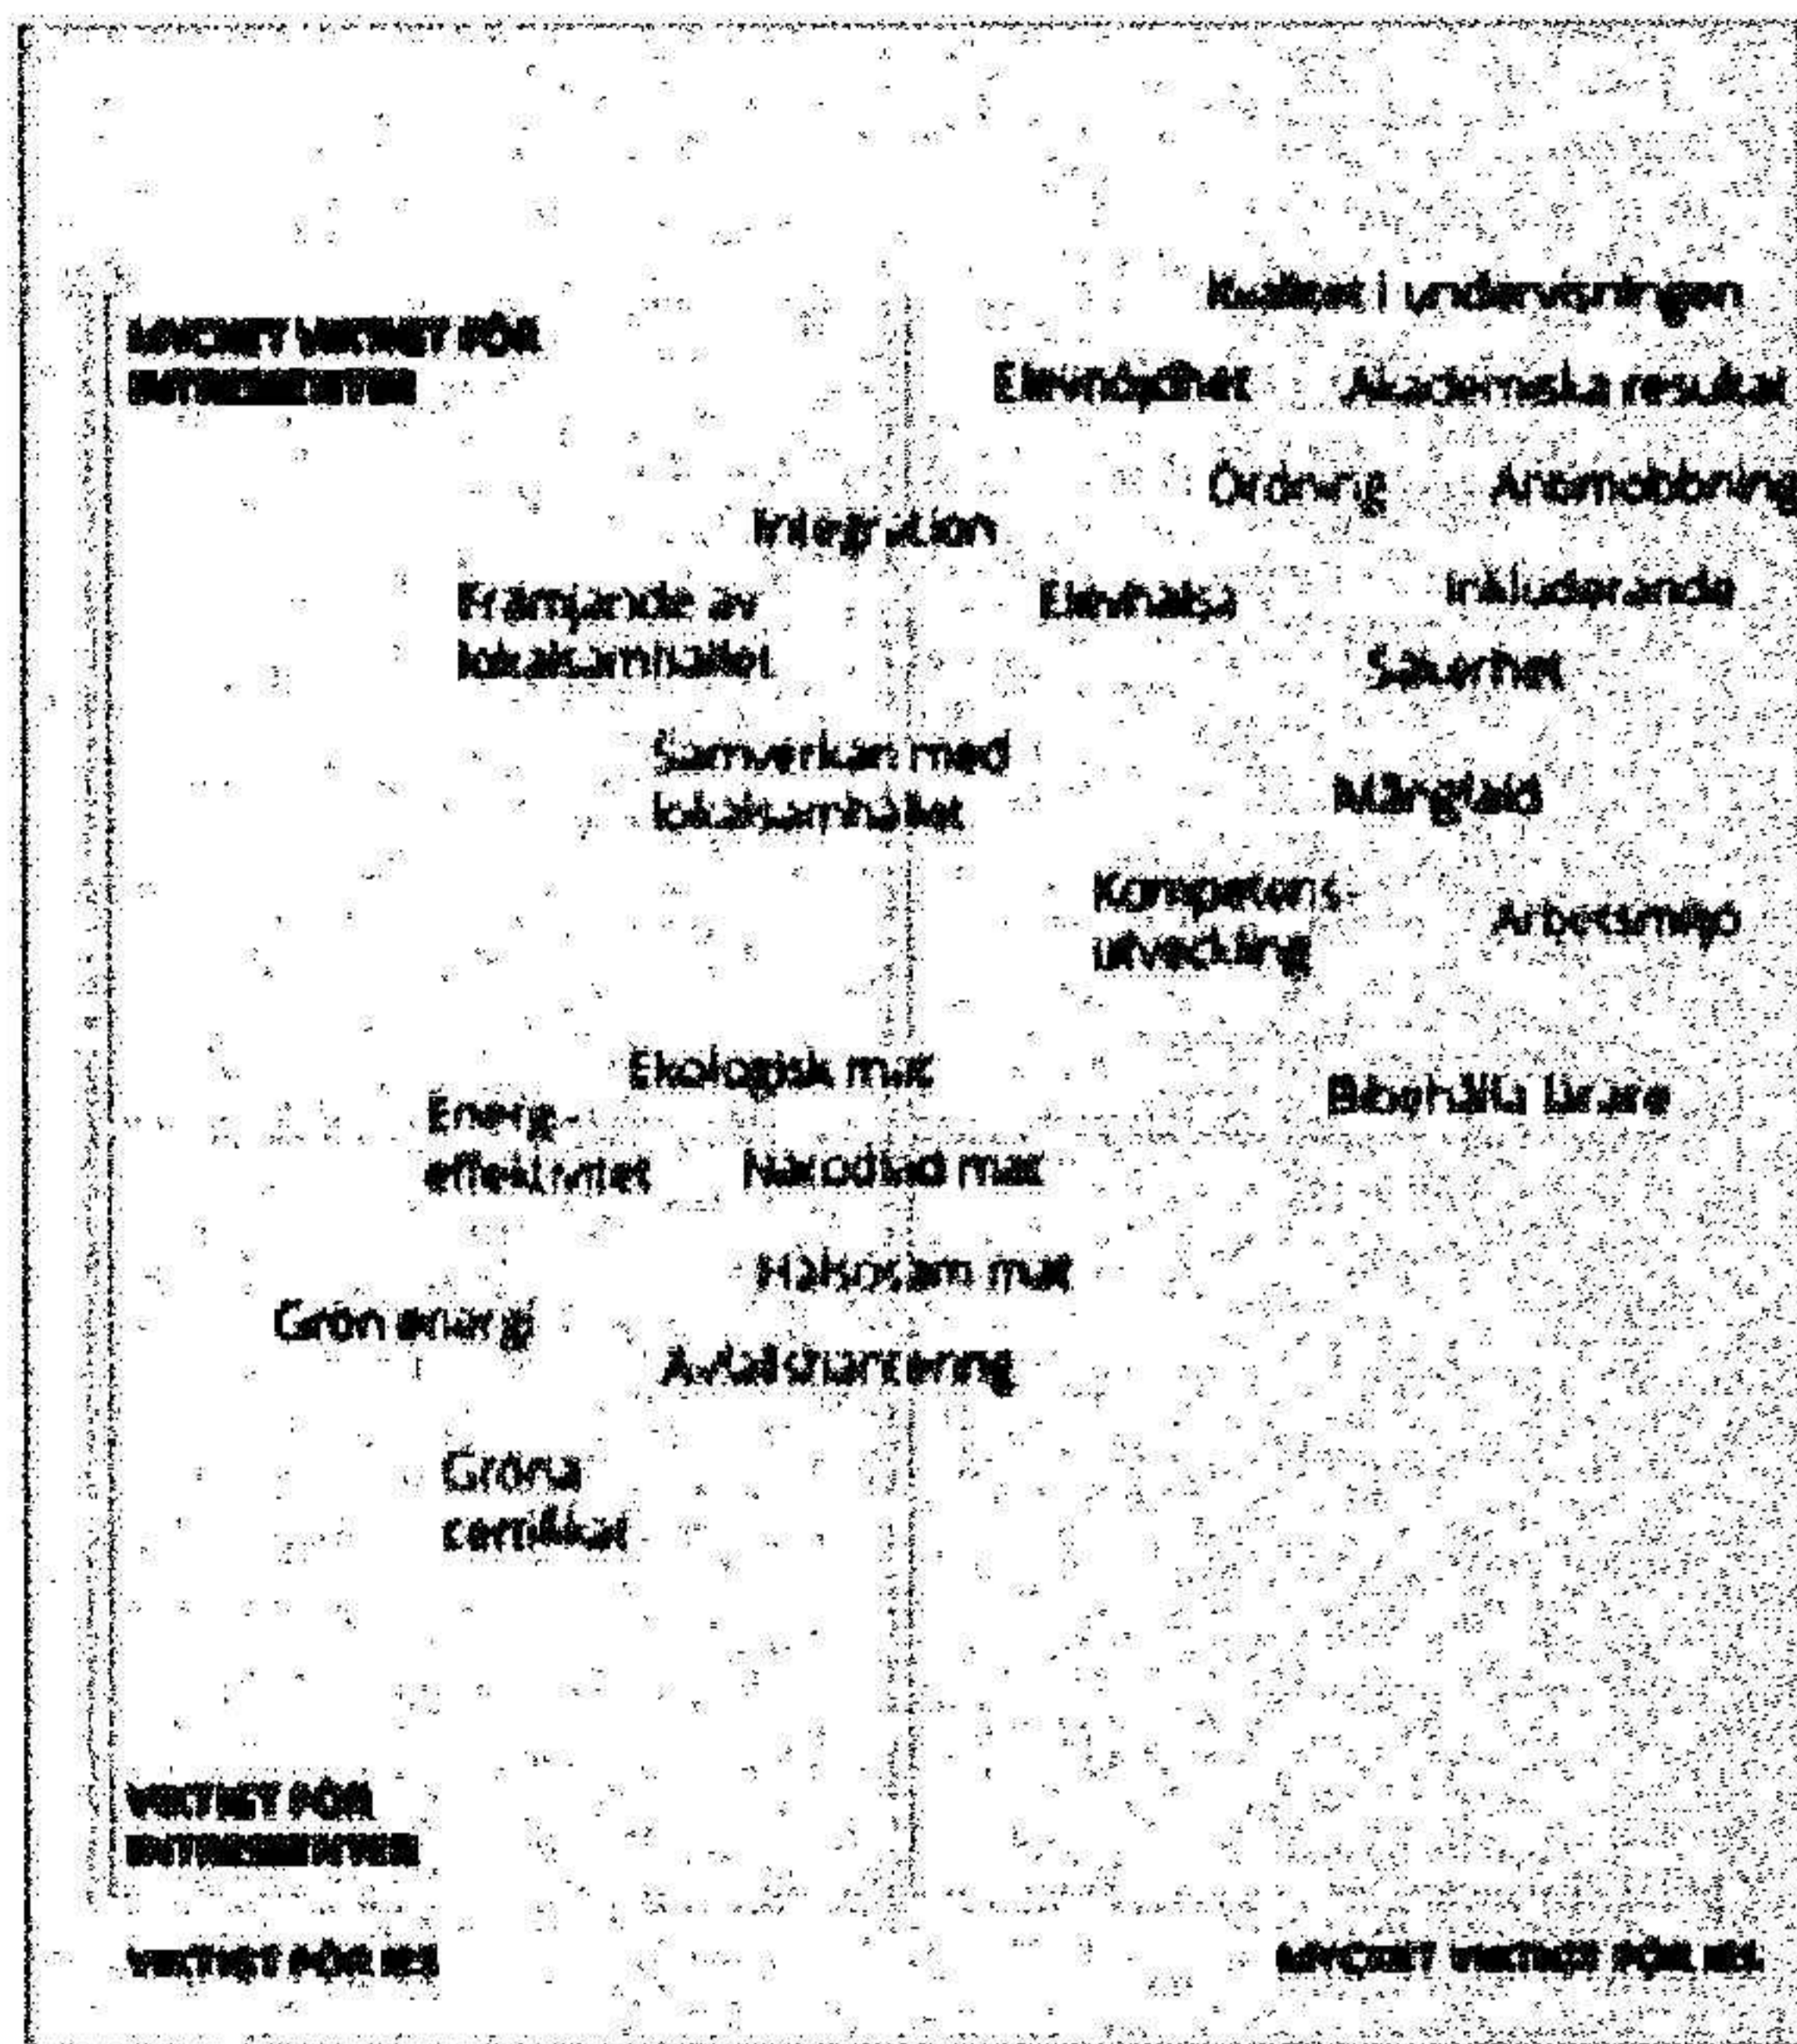 Kvalitet i undervisningen
MYCKET VIKTIGT FÖR
INTRESSENTER
Elevnöjdhet
Akademiska resultat
Ordning
Antimobbning
Integration
Främjande av
lokalsamhället
Elevhälsa
Inkluderande
Säkerhet
Samverkan med
lokalsamhället
Mångfald
Kompetens-
utveckling
Arbetsmiljö
Ekologisk mat
Energi-
effektivitet
Bibehålla lärare
Närodlad mat
Hälsosam mat
Grön energi
Avfallshantering
Gröna
certifikat
VIKTIGT FÖR
INTRESSENTER
VIKTIGT FÖR IES
MYCKET VIKTIGT FÖR IES